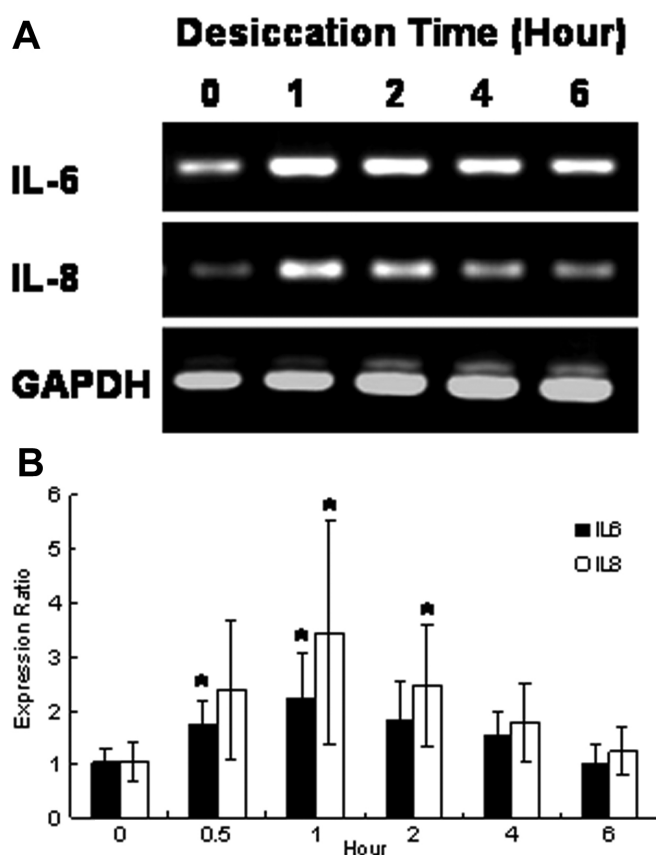 A
Desiccation Time (Hour)
0 1 2 4 6
IL-6
IL-8
GAPDH
B
6
5
4
3
2
1
0
Expression Ratio
* * * *
IL6
IL8
0 0.5 1 2 4 6
Hour